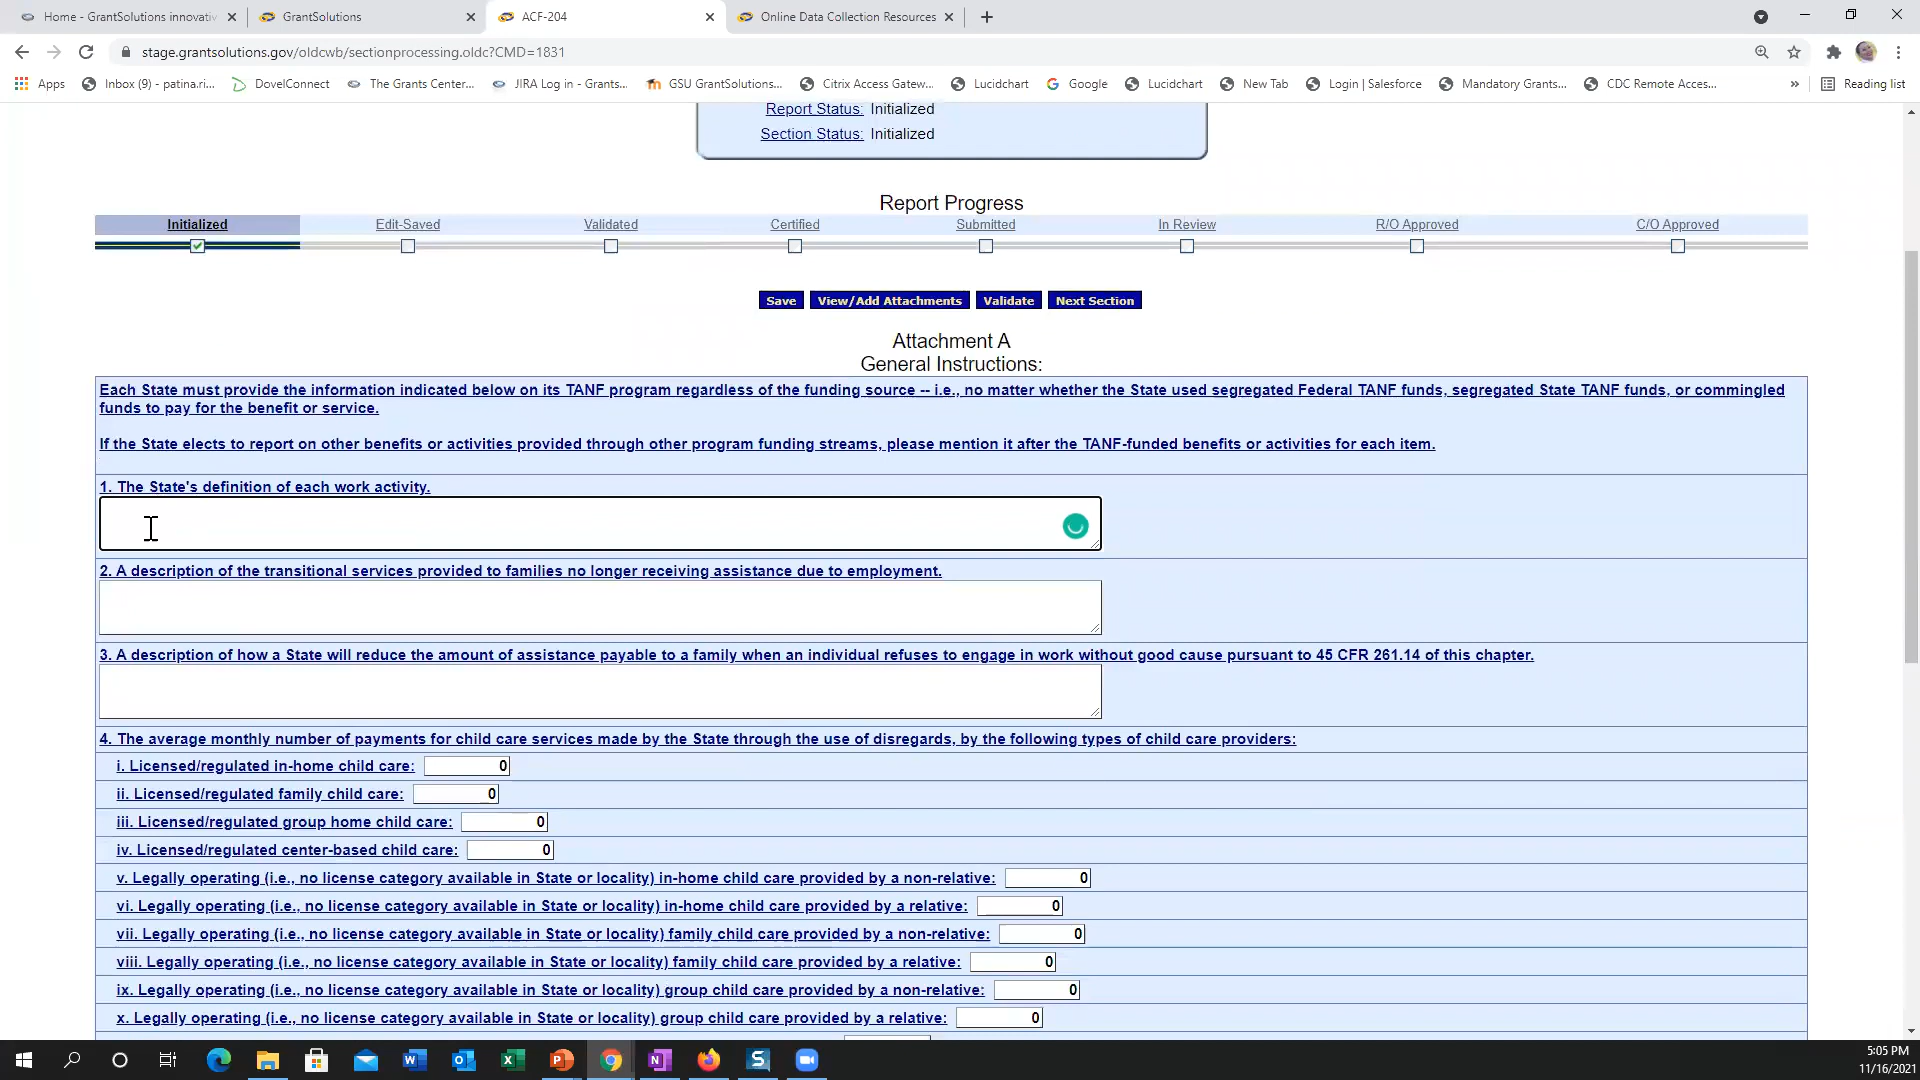 Home - GrantSolutions innovativ
GrantSolutions
ACF-204
Online Data Collection Resources
stage.grantsolutions.gov/oldcwb/sectionprocessing.oldc?CMD=1831
Apps
Inbox (9) - patina.ri...
DovelConnect
The Grants Center...
JIRA Log in - Grants...
GSU GrantSolutions...
Citrix Access Gatew...
Lucidchart
Google
Lucidchart
New Tab
Login | Salesforce
Mandatory Grants...
CDC Remote Acces...
»
Reading list
Report Status: Initialized
Section Status: Initialized
Report Progress
Initialized
Edit-Saved
Validated
Certified
Submitted
In Review
R/O Approved
C/O Approved
Save
View/Add Attachments
Validate
Next Section
Attachment A
General Instructions:
Each State must provide the information indicated below on its TANF program regardless of the funding source -- i.e., no matter whether the State used segregated Federal TANF funds, segregated State TANF funds, or commingled
funds to pay for the benefit or service.
If the State elects to report on other benefits or activities provided through other program funding streams, please mention it after the TANF-funded benefits or activities for each item.
1. The State's definition of each work activity.
2. A description of the transitional services provided to families no longer receiving assistance due to employment.
3. A description of how a State will reduce the amount of assistance payable to a family when an individual refuses to engage in work without good cause pursuant to 45 CFR 261.14 of this chapter.
4. The average monthly number of payments for child care services made by the State through the use of disregards, by the following types of child care providers:
i. Licensed/regulated in-home child care: 0
ii. Licensed/regulated family child care: 0
iii. Licensed/regulated group home child care: 0
iv. Licensed/regulated center-based child care: 0
v. Legally operating (i.e., no license category available in State or locality) in-home child care provided by a non-relative: 0
vi. Legally operating (i.e., no license category available in State or locality) in-home child care provided by a relative: 0
vii. Legally operating (i.e., no license category available in State or locality) family child care provided by a non-relative: 0
viii. Legally operating (i.e., no license category available in State or locality) family child care provided by a relative: 0
ix. Legally operating (i.e., no license category available in State or locality) group child care provided by a non-relative: 0
x. Legally operating (i.e., no license category available in State or locality) group child care provided by a relative: 0
5:05 PM
11/16/2021